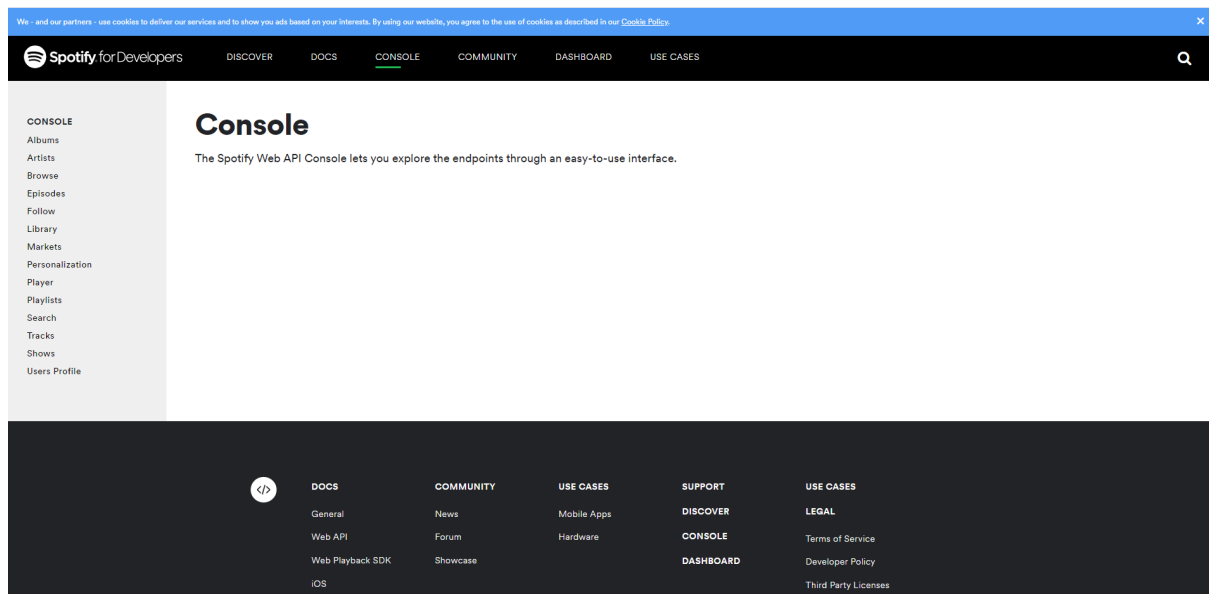 We - and our partners - use cookies to deliver our services and to show you ads based on your interests. By using our website, you agree to the use of cookies as described in our Cookie Policy.
Spotify for Developers
DISCOVER
DOCS
CONSOLE
COMMUNITY
DASHBOARD
USE CASES
CONSOLE
Albums
Artists
Browse
Episodes
Follow
Library
Markets
Personalization
Player
Playlists
Search
Tracks
Shows
Users Profile
Console
The Spotify Web API Console lets you explore the endpoints through an easy-to-use interface.
DOCS
General
Web API
Web Playback SDK
iOS
COMMUNITY
News
Forum
Showcase
USE CASES
Mobile Apps
Hardware
SUPPORT
DISCOVER
CONSOLE
DASHBOARD
USE CASES
LEGAL
Terms of Service
Developer Policy
Third Party Licenses